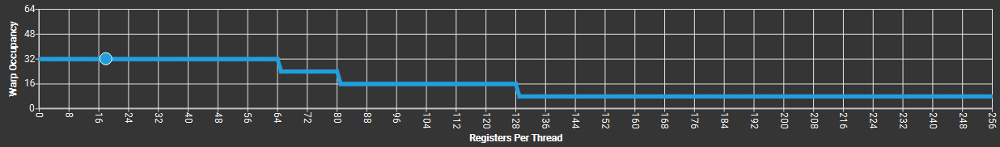 64
48
32
16
0
Warp Occupancy
0 8 16 24 32 40 48 56 64 72 80 88 96 104 112 120 128 136 144 152 160 168 176 184 192 200 208 216 224 232 240 248 256
Registers Per Thread